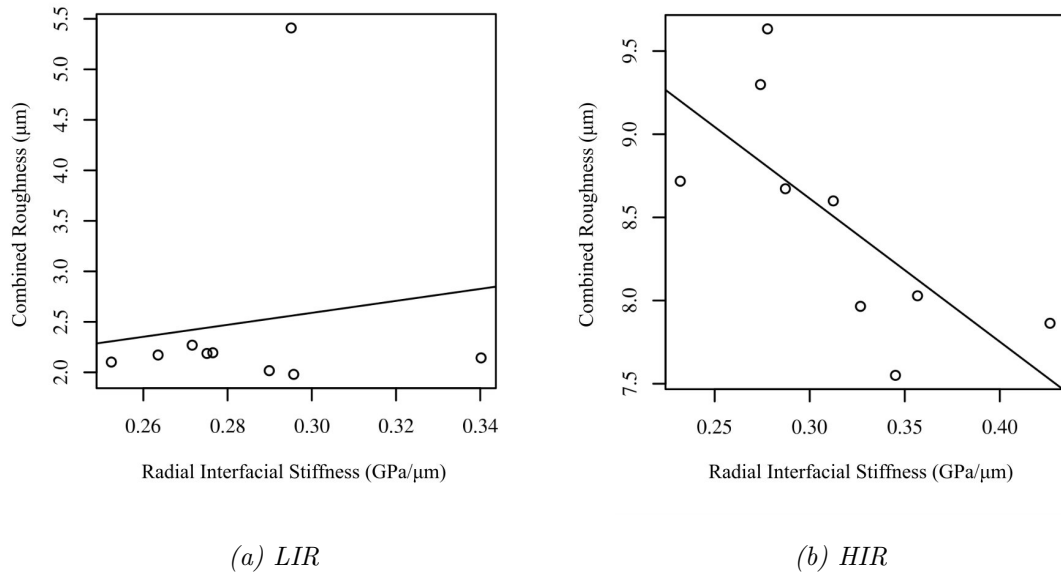 5.5
5.0
4.5
4.0
3.5
3.0
2.5
2.0
Combined Roughness (μm)
0.26 0.28 0.30 0.32 0.34
Radial Interfacial Stiffness (GPa/μm)
(a) LIR
9.5
9.0
8.5
8.0
7.5
Combined Roughness (μm)
0.25 0.30 0.35 0.40
Radial Interfacial Stiffness (GPa/μm)
(b) HIR